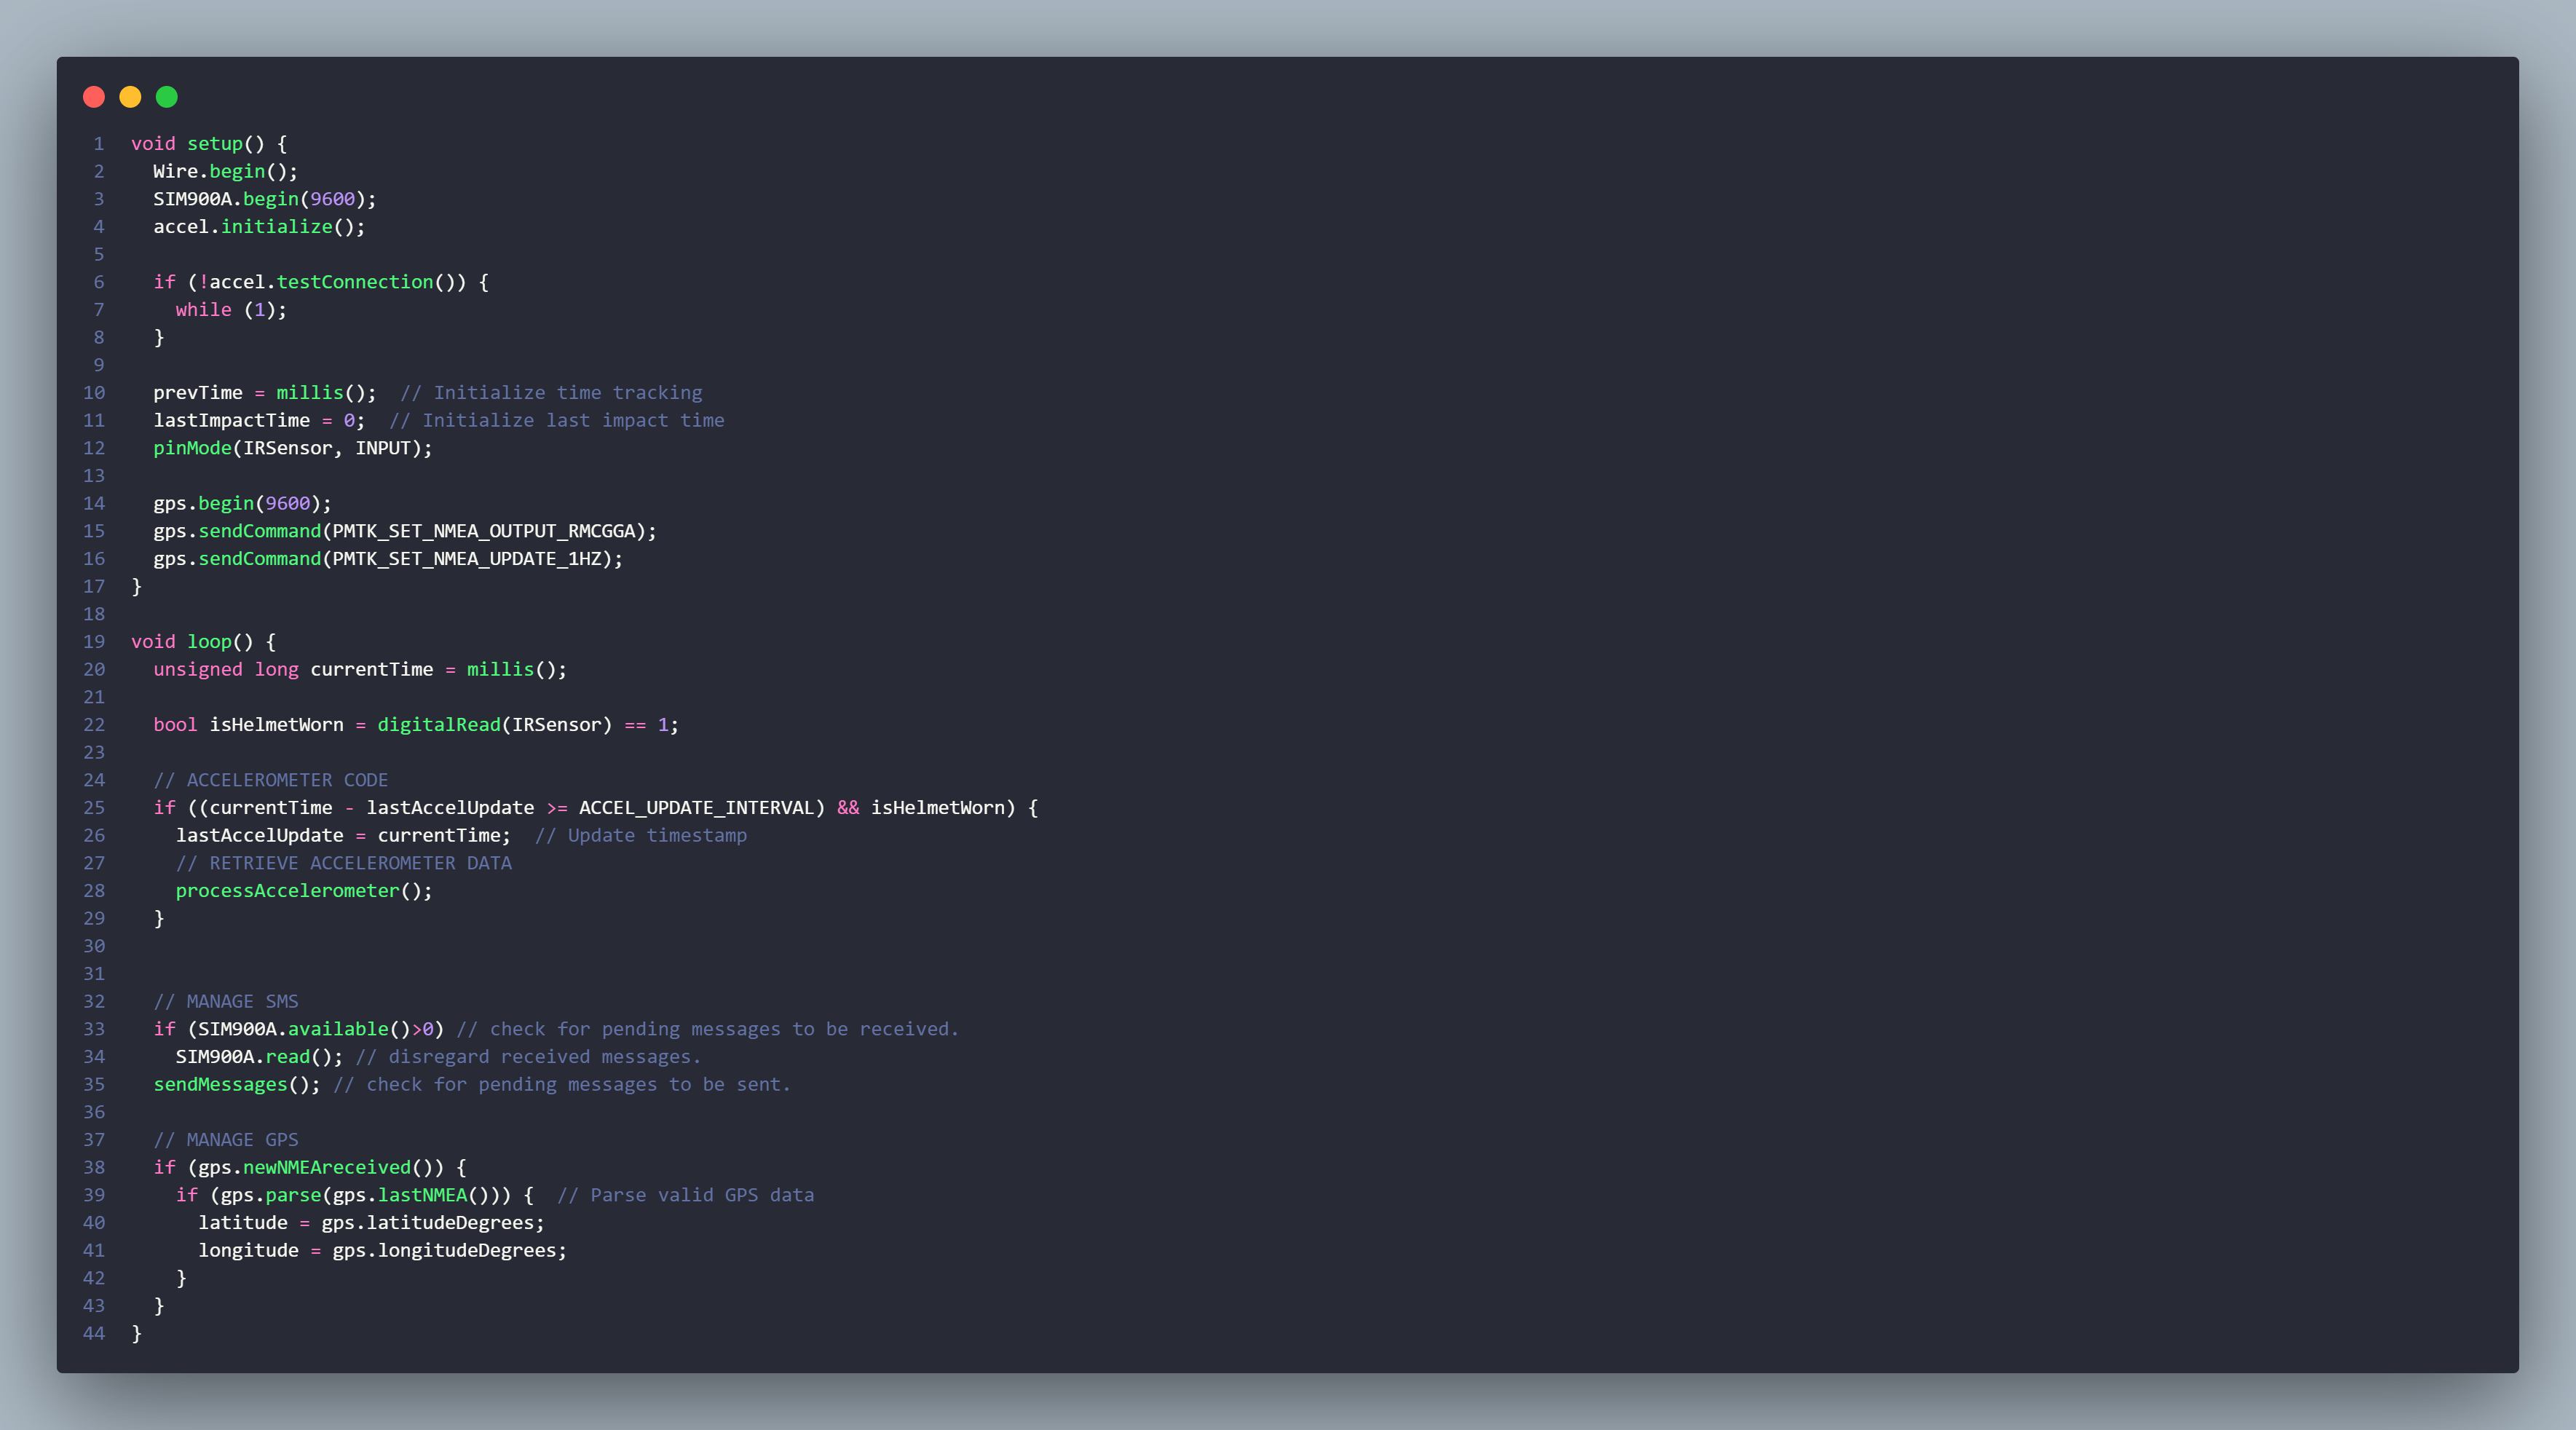 1 void setup() {
2 Wire.begin();
3 SIM900A.begin(9600);
4 accel.initialize();
5
6 if (!accel.testConnection()) {
7 while (1);
8 }
9
10 prevTime = millis();  // Initialize time tracking
11 lastImpactTime = 0;  // Initialize last impact time
12 pinMode(IRSensor, INPUT);
13
14 gps.begin(9600);
15 gps.sendCommand(PMTK_SET_NMEA_OUTPUT_RMCGGA);
16 gps.sendCommand(PMTK_SET_NMEA_UPDATE_1HZ);
17 }
18
19 void loop() {
20 unsigned long currentTime = millis();
21
22 bool isHelmetWorn = digitalRead(IRSensor) == 1;
23
24 // ACCELEROMETER CODE
25 if ((currentTime - lastAccelUpdate >= ACCEL_UPDATE_INTERVAL) && isHelmetWorn) {
26 lastAccelUpdate = currentTime;  // Update timestamp
27 // RETRIEVE ACCELEROMETER DATA
28 processAccelerometer();
29 }
30
31
32 // MANAGE SMS
33 if (SIM900A.available()>0) // check for pending messages to be received.
34 SIM900A.read(); // disregard received messages.
35 sendMessages(); // check for pending messages to be sent.
36
37 // MANAGE GPS
38 if (gps.newNMEAreceived()) {
39 if (gps.parse(gps.lastNMEA())) {  // Parse valid GPS data
40 latitude = gps.latitudeDegrees;
41 longitude = gps.longitudeDegrees;
42 }
43 }
44 }